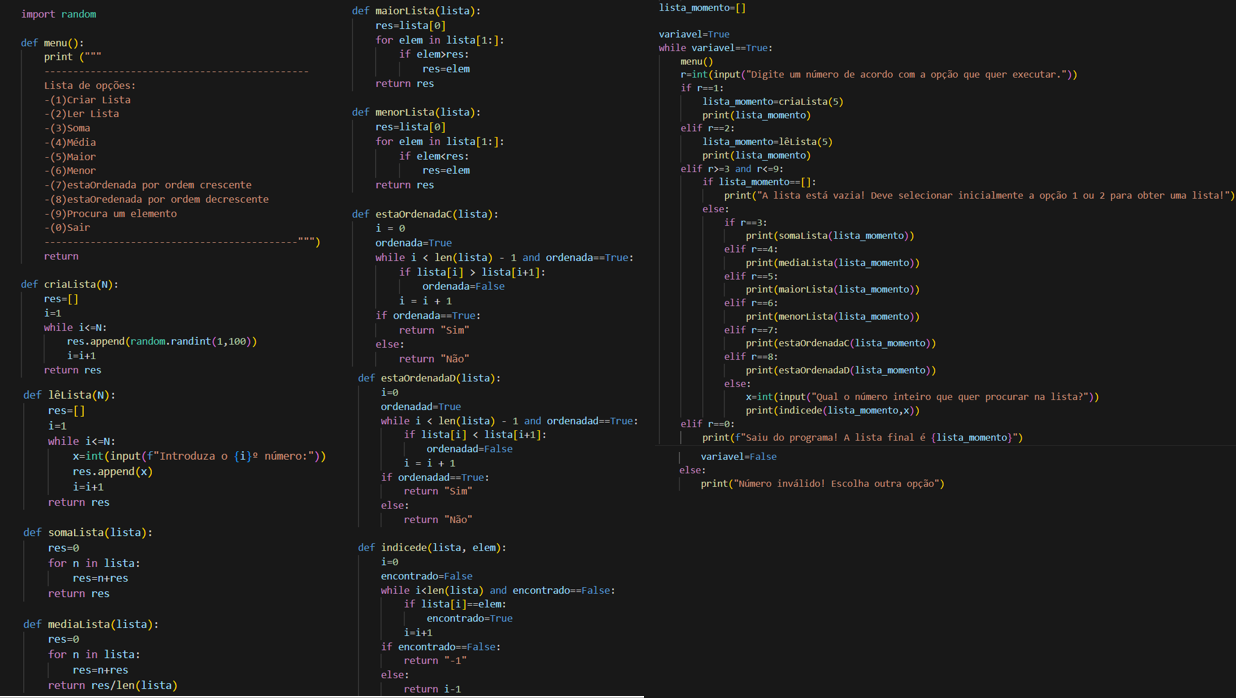 import random
def menu():
    print ("""
    ----------------------------------------------
    Lista de opções:
    -(1)Criar Lista
    -(2)Ler Lista
    -(3)Soma
    -(4)Média
    -(5)Maior
    -(6)Menor
    -(7)estaOrdenada por ordem crescente
    -(8)estaOredenada por ordem decrescente
    -(9)Procura um elemento
    -(0)Sair
    --------------------------------------------""")
    return
def criaLista(N):
    res=[]
    i=1
    while i<=N:
        res.append(random.randint(1,100))
        i=i+1
    return res
def lêLista(N):
    res=[]
    i=1
    while i<=N:
        x=int(input(f"Introduza o {i}º número:"))
        res.append(x)
        i=i+1
    return res
def somaLista(lista):
    res=0
    for n in lista:
        res=n+res
    return res
def mediaLista(lista):
    res=0
    for n in lista:
        res=n+res
    return res/len(lista)
def maiorLista(lista):
    res=lista[0]
    for elem in lista[1:]:
        if elem>res:
            res=elem
    return res
def menorLista(lista):
    res=lista[0]
    for elem in lista[1:]:
        if elem<res:
            res=elem
    return res
def estaOrdenadaC(lista):
    i = 0
    ordenada=True
    while i < len(lista) - 1 and ordenada==True:
        if lista[i] > lista[i+1]:
            ordenada=False
        i = i + 1
    if ordenada==True:
        return "Sim"
    else:
        return "Não"
def estaOrdenadaD(lista):
    i=0
    ordenadad=True
    while i < len(lista) - 1 and ordenadad==True:
        if lista[i] < lista[i+1]:
            ordenadad=False
        i = i + 1
    if ordenadad==True:
        return "Sim"
    else:
        return "Não"
def indicede(lista, elem):
    i=0
    encontrado=False
    while i<len(lista) and encontrado==False:
        if lista[i]==elem:
            encontrado=True
        i=i+1
    if encontrado==False:
        return "-1"
    else:
        return i-1
lista_momento=[]
variavel=True
while variavel==True:
    menu()
    r=int(input("Digite um número de acordo com a opção que quer executar."))
    if r==1:
        lista_momento=criaLista(5)
        print(lista_momento)
    elif r==2:
        lista_momento=lêLista(5)
        print(lista_momento)
    elif r>=3 and r<=9:
        if lista_momento==[]:
            print("A lista está vazia! Deve selecionar inicialmente a opção 1 ou 2 para obter uma lista!")
        else:
            if r==3:
                print(somaLista(lista_momento))
            elif r==4:
                print(mediaLista(lista_momento))
            elif r==5:
                print(maiorLista(lista_momento))
            elif r==6:
                print(menorLista(lista_momento))
            elif r==7:
                print(estaOrdenadaC(lista_momento))
            elif r==8:
                print(estaOrdenadaD(lista_momento))
            else:
                x=int(input("Qual o número inteiro que quer procurar na lista?"))
                print(indicede(lista_momento,x))
    elif r==0:
        print(f"Saiu do programa! A lista final é {lista_momento}")
        variavel=False
    else:
        print("Número inválido! Escolha outra opção")